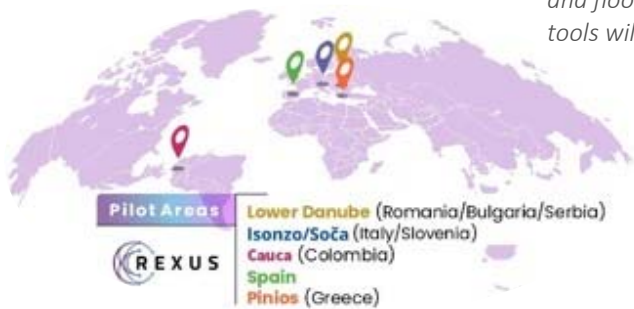 and floo
tools wil
Pilot Areas
Lower Danube (Romania/Bulgaria/Serbia)
Isonzo/Soča (Italy/Slovenia)
Cauca (Colombia)
Spain
Pinios (Greece)
REXUS